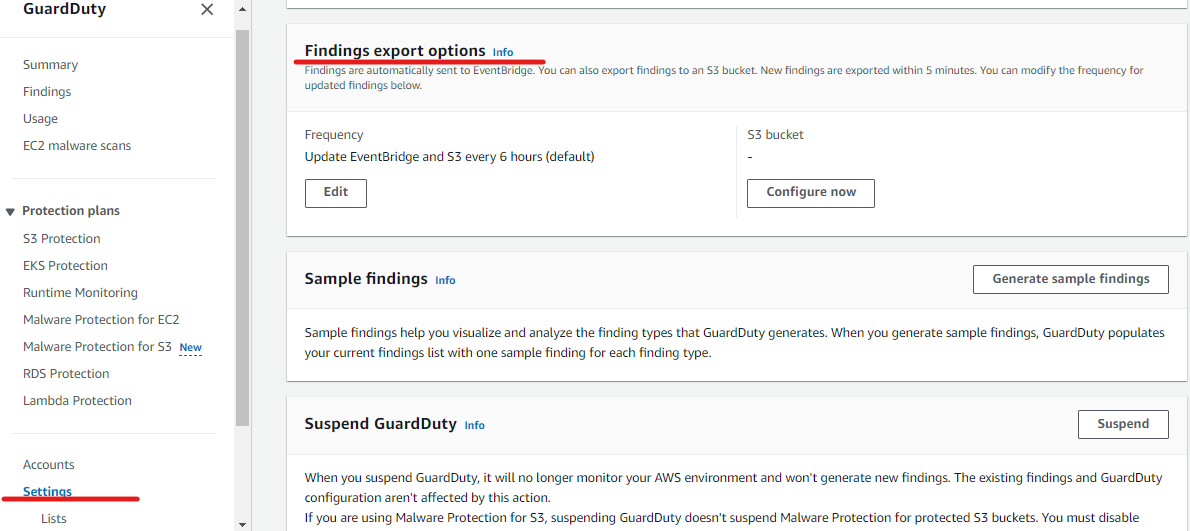 GuardDuty
Summary
Findings
Usage
EC2 malware scans
Protection plans
S3 Protection
EKS Protection
Runtime Monitoring
Malware Protection for EC2
Malware Protection for S3 New
RDS Protection
Lambda Protection
Accounts
Settings
Lists
Findings export options Info
Findings are automatically sent to EventBridge. You can also export findings to an S3 bucket. New findings are exported within 5 minutes. You can modify the frequency for
updated findings below.
Frequency
Update EventBridge and S3 every 6 hours (default)
Edit
S3 bucket
-
Configure now
Sample findings Info
Generate sample findings
Sample findings help you visualize and analyze the finding types that GuardDuty generates. When you generate sample findings, GuardDuty populates
your current findings list with one sample finding for each finding type.
Suspend GuardDuty Info
Suspend
When you suspend GuardDuty, it will no longer monitor your AWS environment and won't generate new findings. The existing findings and GuardDuty
configuration aren't affected by this action.
If you are using Malware Protection for S3, suspending GuardDuty doesn't suspend Malware Protection for protected S3 buckets. You must disable